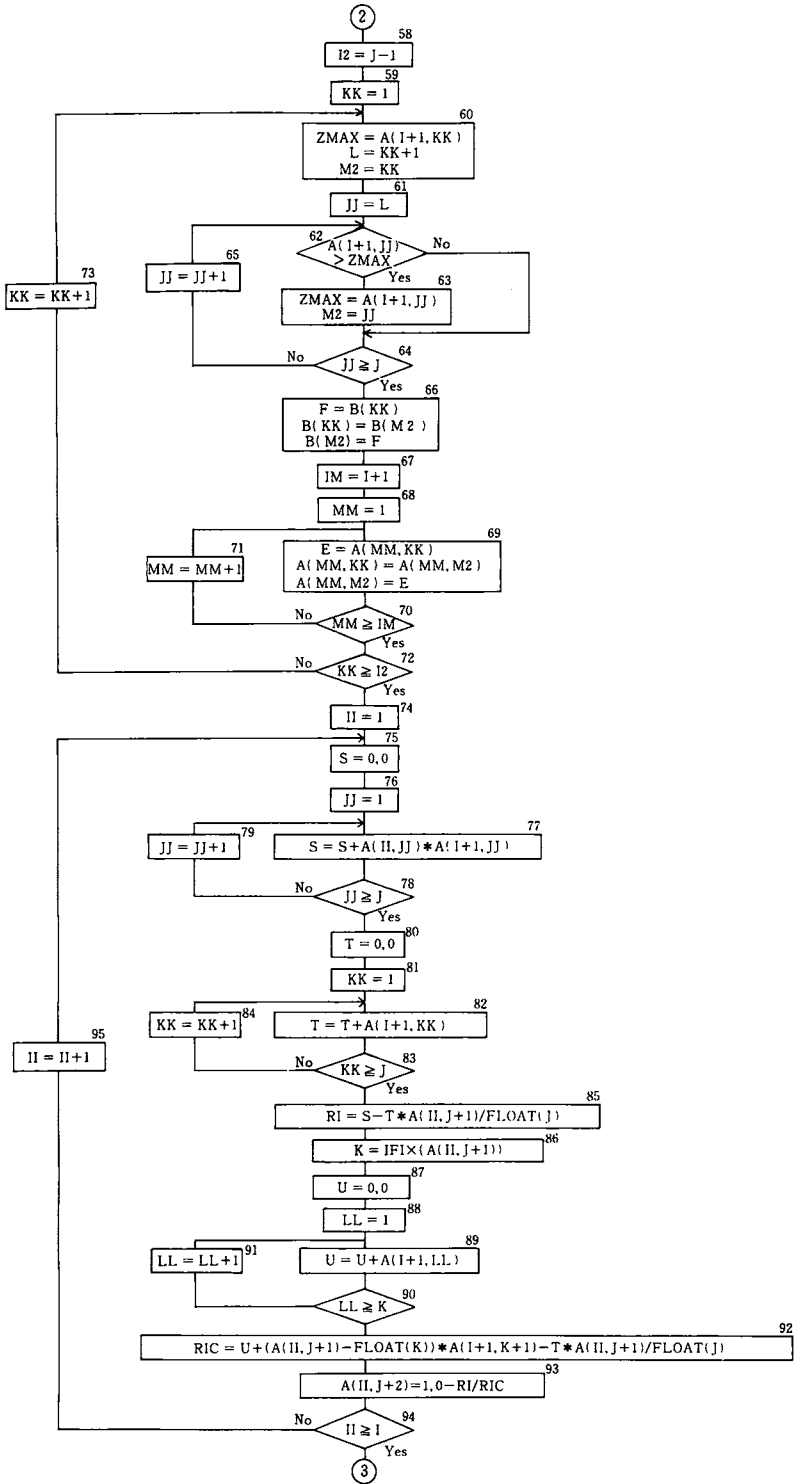 2
58
I2 = J−1
59
KK = 1
60
ZMAX = A(I+1, KK)
L = KK+1
M2 = KK
61
JJ = L
62
A(I+1, JJ)
> ZMAX
No
Yes
65
JJ = JJ+1
73
KK = KK+1
63
ZMAX = A(I+1, JJ)
M2 = JJ
64
JJ ≧ J
No
Yes
66
F = B(KK)
B(KK) = B(M2)
B(M2) = F
67
IM = I+1
68
MM = 1
69
E = A(MM, KK)
A(MM, KK) = A(MM, M2)
A(MM, M2) = E
71
MM = MM+1
70
MM ≧ IM
No
Yes
72
KK ≧ I2
No
Yes
74
II = 1
75
S = 0,0
76
JJ = 1
79
JJ = JJ+1
77
S = S+A(II, JJ)*A(I+1, JJ)
78
JJ ≧ J
No
Yes
80
T = 0,0
81
KK = 1
84
KK = KK+1
82
T = T+A(I+1, KK)
95
II = II+1
83
KK ≧ J
No
Yes
85
RI = S−T*A(II, J+1)/FLOAT(J)
86
K = IFI×(A(II, J+1))
87
U = 0,0
88
LL = 1
91
LL = LL+1
89
U = U+A(I+1, LL)
90
LL ≧ K
92
RIC = U+(A(II, J+1)−FLOAT(K))*A(I+1, K+1)−T*A(II, J+1)/FLOAT(J)
93
A(II, J+2)=1,0−RI/RIC
94
II ≧ I
No
Yes
3